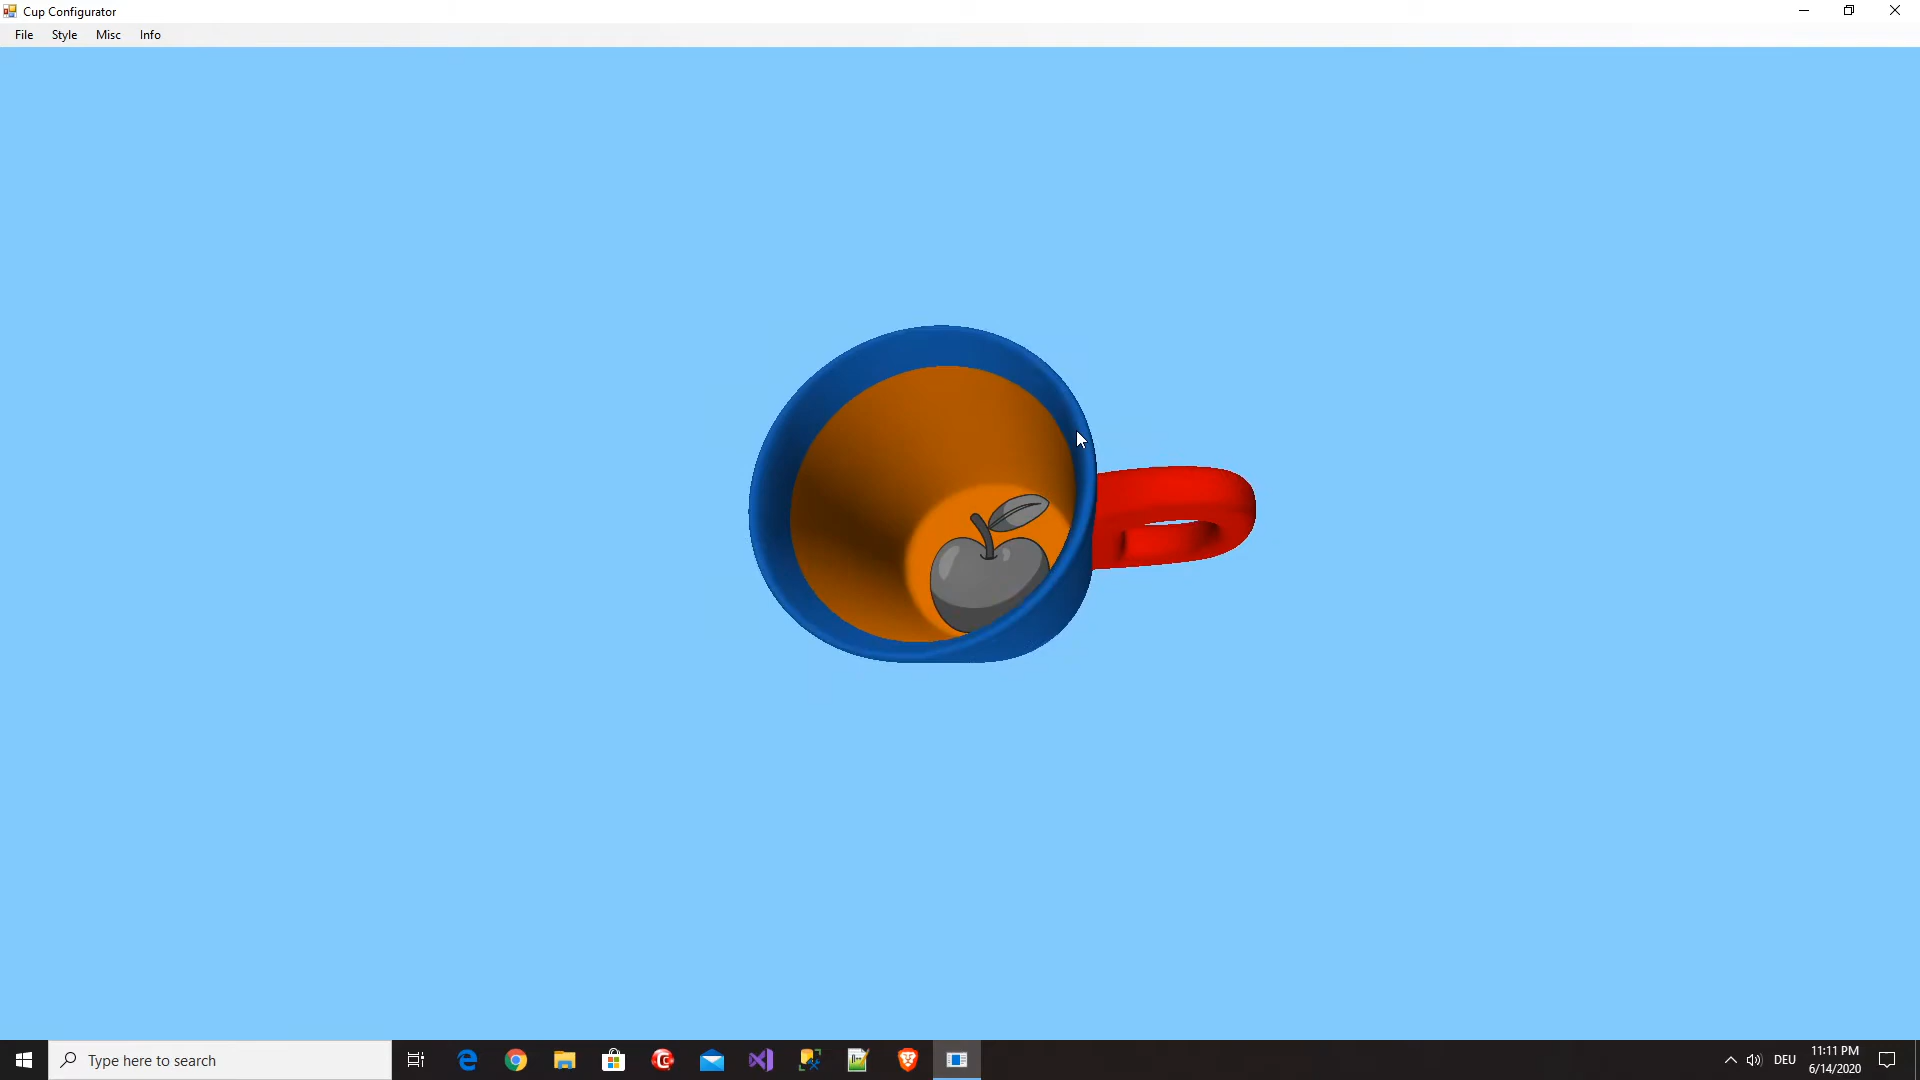 Cup Configurator
File Style Misc Info
Type here to search
DEU
11:11 PM
6/14/2020